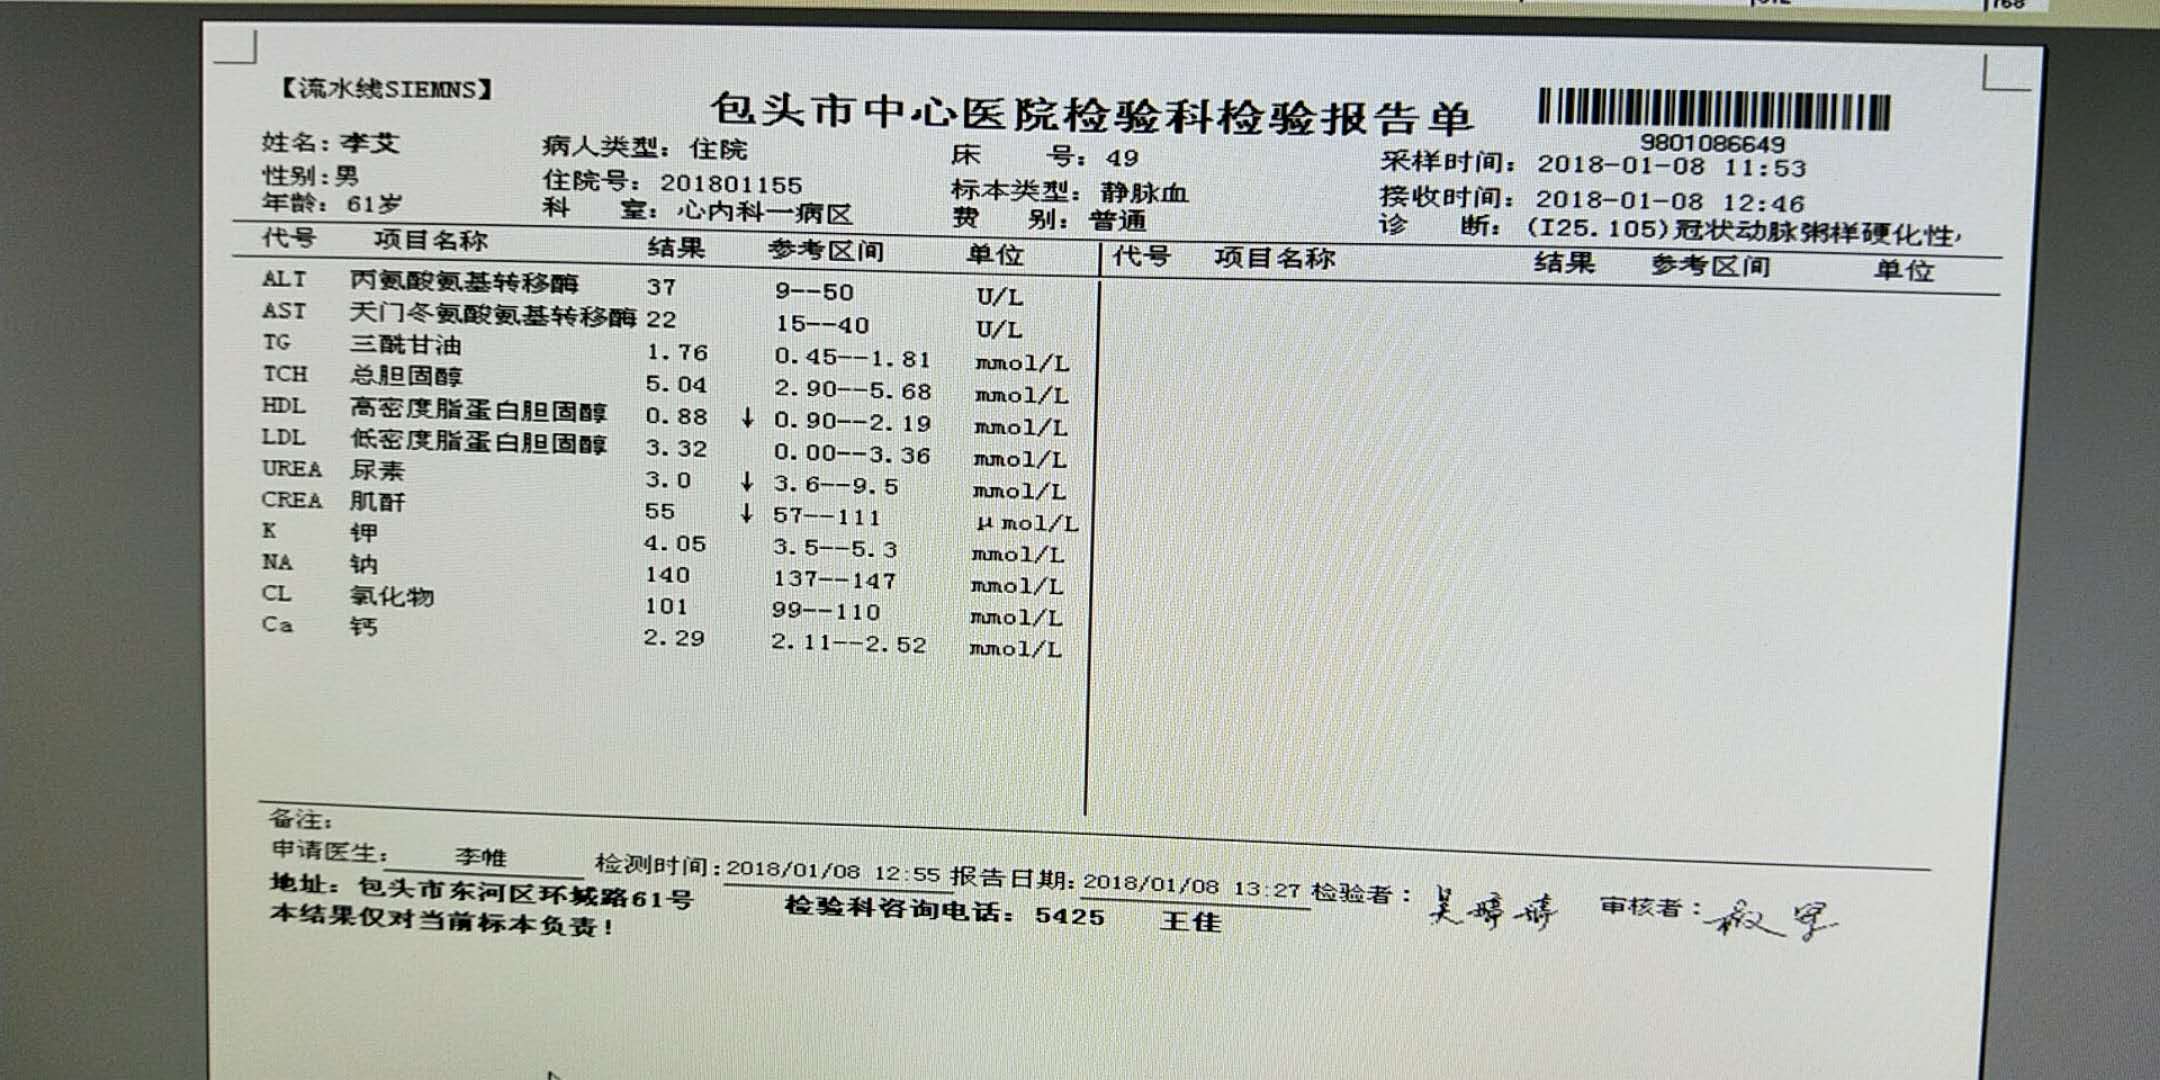 【流水线SIEMNS】
包头市中心医院检验科检验报告单
9801086649
姓名：李艾 病人类型：住院 床 号：49 采样时间：2018-01-08 11:53
性别：男 住院号：201801155 标本类型：静脉血 接收时间：2018-01-08 12:46
年龄：61岁 科 室：心内科一病区 费 别：普通 诊 断：(I25.105)冠状动脉粥样硬化性,
代号 项目名称 结果 参考区间 单位 代号 项目名称 结果 参考区间 单位
ALT 丙氨酸氨基转移酶 37 9--50 U/L
AST 天门冬氨酸氨基转移酶 22 15--40 U/L
TG 三酰甘油 1.76 0.45--1.81 mmol/L
TCH 总胆固醇 5.04 2.90--5.68 mmol/L
HDL 高密度脂蛋白胆固醇 0.88 ↓ 0.90--2.19 mmol/L
LDL 低密度脂蛋白胆固醇 3.32 0.00--3.36 mmol/L
UREA 尿素 3.0 ↓ 3.6--9.5 mmol/L
CREA 肌酐 55 ↓ 57--111 μmol/L
K 钾 4.05 3.5--5.3 mmol/L
NA 钠 140 137--147 mmol/L
CL 氯化物 101 99--110 mmol/L
Ca 钙 2.29 2.11--2.52 mmol/L
备注：
申请医生： 李帷 检测时间:2018/01/08 12:55 报告日期:2018/01/08 13:27 检验者：吴婷婷 审核者：
地址：包头市东河区环城路61号 检验科咨询电话：5425 王佳
本结果仅对当前标本负责！